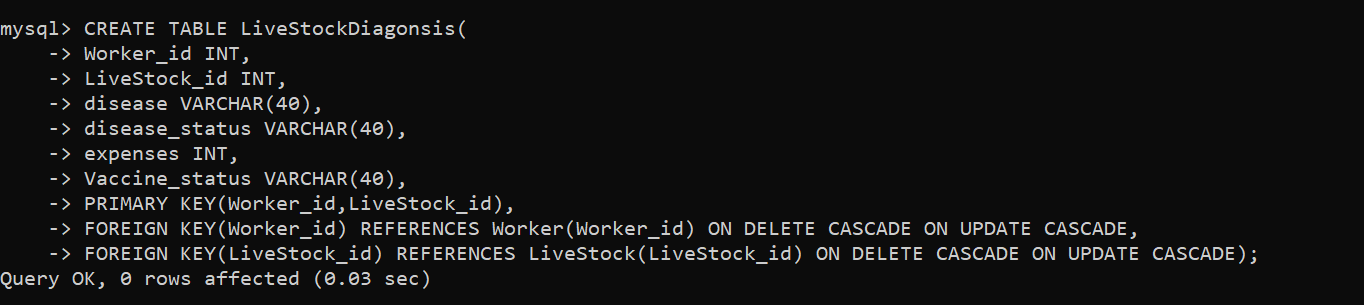 mysql> CREATE TABLE LiveStockDiagonsis(
    -> Worker_id INT,
    -> LiveStock_id INT,
    -> disease VARCHAR(40),
    -> disease_status VARCHAR(40),
    -> expenses INT,
    -> Vaccine_status VARCHAR(40),
    -> PRIMARY KEY(Worker_id,LiveStock_id),
    -> FOREIGN KEY(Worker_id) REFERENCES Worker(Worker_id) ON DELETE CASCADE ON UPDATE CASCADE,
    -> FOREIGN KEY(LiveStock_id) REFERENCES LiveStock(LiveStock_id) ON DELETE CASCADE ON UPDATE CASCADE);
Query OK, 0 rows affected (0.03 sec)